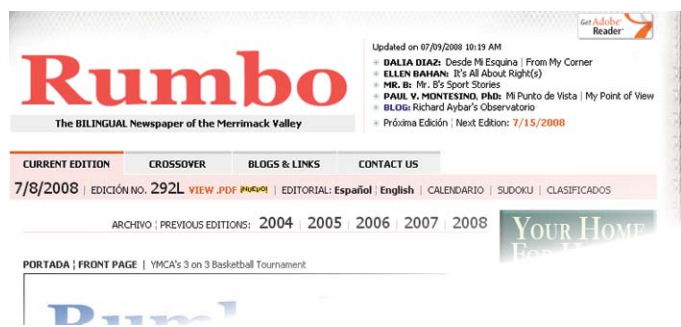 Get Adobe Reader
Updated on 07/09/2008 10:19 AM
DALIA DIAZ: Desde Mi Esquina | From My Corner
ELLEN BAHAN: It's All About Right(s)
MR. B: Mr. B's Sport Stories
PAUL V. MONTESINO, PhD: Mi Punto de Vista | My Point of View
BLOG: Richard Aybar's Observatorio
Próxima Edición | Next Edition: 7/15/2008
Rumbo
The BILINGUAL Newspaper of the Merrimack Valley
CURRENT EDITION CROSSOVER BLOGS & LINKS CONTACT US
7/8/2008 | EDICIÓN NO. 292L VIEW .PDF ¡NUEVO! | EDITORIAL: Español | English | CALENDARIO | SUDOKU | CLASIFICADOS
ARCHIVO | PREVIOUS EDITIONS: 2004 | 2005 | 2006 | 2007 | 2008
YOUR HOME
PORTADA | FRONT PAGE | YMCA's 3 on 3 Basketball Tournament
Rumbo